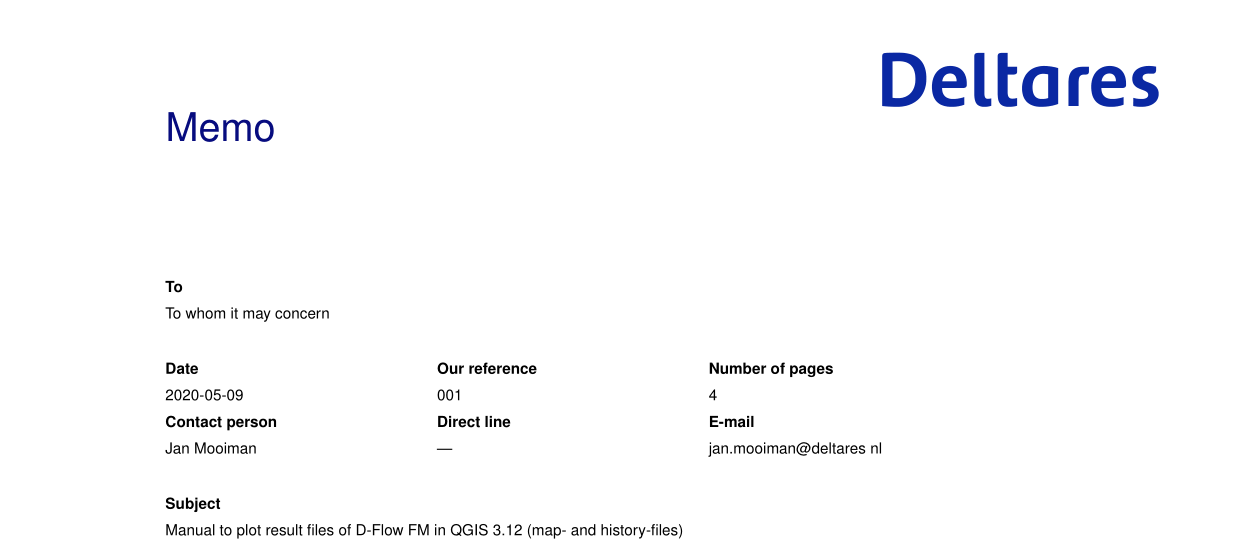 Deltares
Memo
To
To whom it may concern
Date Our reference Number of pages
2020-05-09 001 4
Contact person Direct line E-mail
Jan Mooiman — jan.mooiman@deltares nl
Subject
Manual to plot result files of D-Flow FM in QGIS 3.12 (map- and history-files)